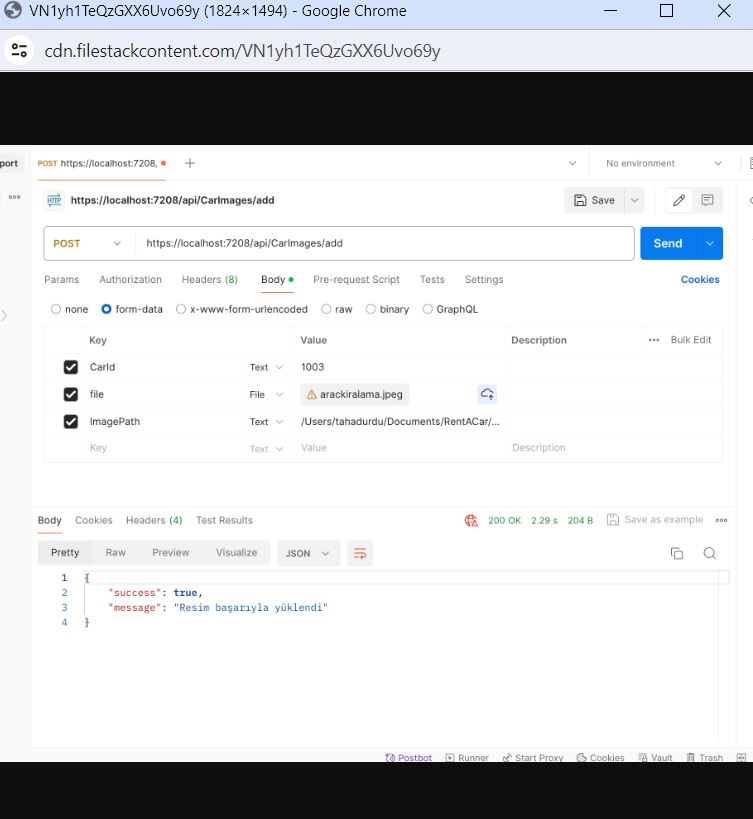 VN1yh1TeQzGXX6Uvo69y (1824×1494) - Google Chrome
cdn.filestackcontent.com/VN1yh1TeQzGXX6Uvo69y
port POST https://localhost:7208, + No environment
HTTP https://localhost:7208/api/CarImages/add Save
POST https://localhost:7208/api/CarImages/add Send
Params Authorization Headers (8) Body Pre-request Script Tests Settings Cookies
none form-data x-www-form-urlencoded raw binary GraphQL
Key Value Description ... Bulk Edit
CarId Text 1003
file File arackiralama.jpeg
ImagePath Text /Users/tahadurdu/Documents/RentACar/...
Key Text Value Description
Body Cookies Headers (4) Test Results 200 OK 2.29 s 204 B Save as example
Pretty Raw Preview Visualize JSON
1 {
2 "success": true,
3 "message": "Resim başarıyla yüklendi"
4 }
Postbot Runner Start Proxy Cookies Vault Trash